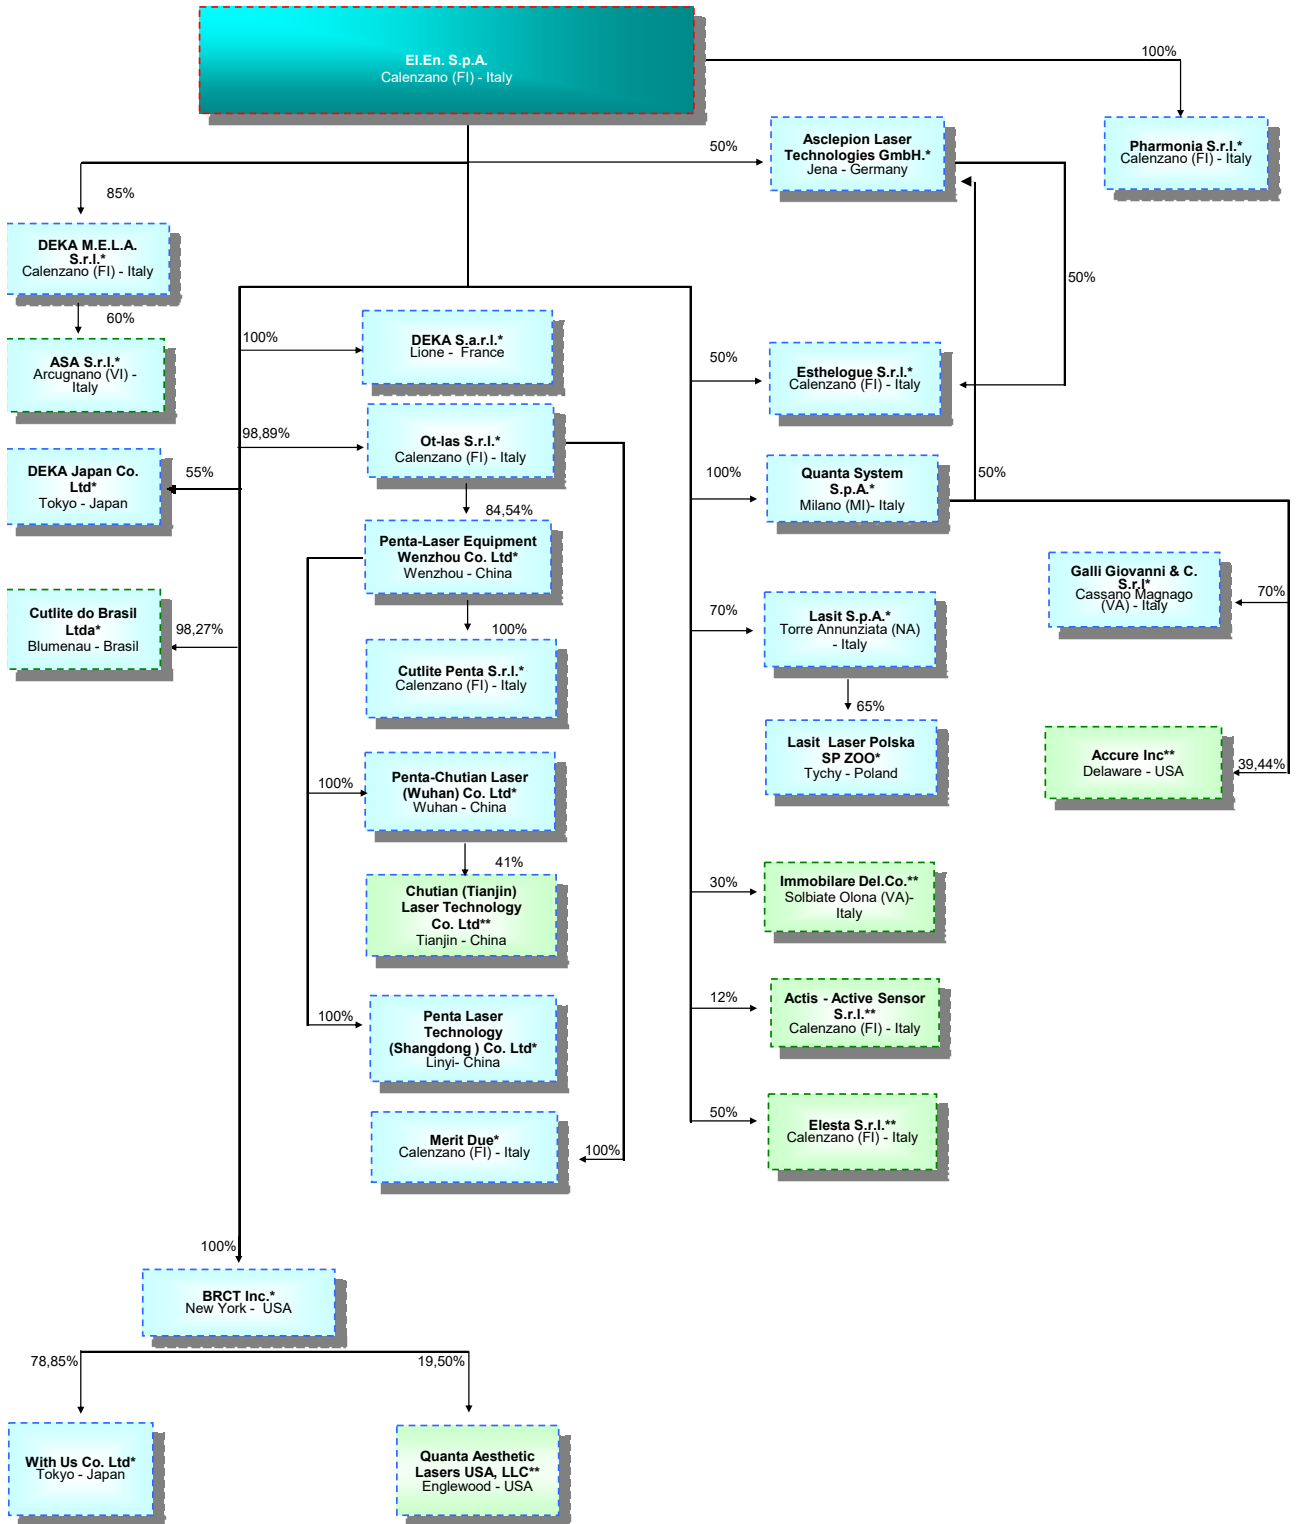 El.En. S.p.A.
Calenzano (FI) - Italy
100%
50%
Asclepion Laser
Technologies GmbH.*
Jena - Germany
Pharmonia S.r.l.*
Calenzano (FI) - Italy
85%
DEKA M.E.L.A.
S.r.l.*
Calenzano (FI) - Italy
50%
60%
ASA S.r.l.*
Arcugnano (VI) -
Italy
100%
DEKA S.a.r.l.*
Lione - France
50%
Esthelogue S.r.l.*
Calenzano (FI) - Italy
98,89%
Ot-las S.r.l.*
Calenzano (FI) - Italy
DEKA Japan Co.
Ltd*
Tokyo - Japan
55%
100%
Quanta System
S.p.A.*
Milano (MI)- Italy
50%
84,54%
Penta-Laser Equipment
Wenzhou Co. Ltd*
Wenzhou - China
Galli Giovanni & C.
S.r.l*
Cassano Magnago
(VA) - Italy
70%
Cutlite do Brasil
Ltda*
Blumenau - Brasil
98,27%
70%
Lasit S.p.A.*
Torre Annunziata (NA)
- Italy
100%
Cutlite Penta S.r.l.*
Calenzano (FI) - Italy
65%
Lasit Laser Polska
SP ZOO*
Tychy - Poland
Accure Inc**
Delaware - USA
39,44%
100%
Penta-Chutian Laser
(Wuhan) Co. Ltd*
Wuhan - China
41%
Chutian (Tianjin)
Laser Technology
Co. Ltd**
Tianjin - China
30%
Immobilare Del.Co.**
Solbiate Olona (VA)-
Italy
100%
Penta Laser
Technology
(Shangdong ) Co. Ltd*
Linyi- China
12%
Actis - Active Sensor
S.r.l.**
Calenzano (FI) - Italy
Merit Due*
Calenzano (FI) - Italy
100%
50%
Elesta S.r.l.**
Calenzano (FI) - Italy
100%
BRCT Inc.*
New York - USA
78,85%
19,50%
With Us Co. Ltd*
Tokyo - Japan
Quanta Aesthetic
Lasers USA, LLC**
Englewood - USA